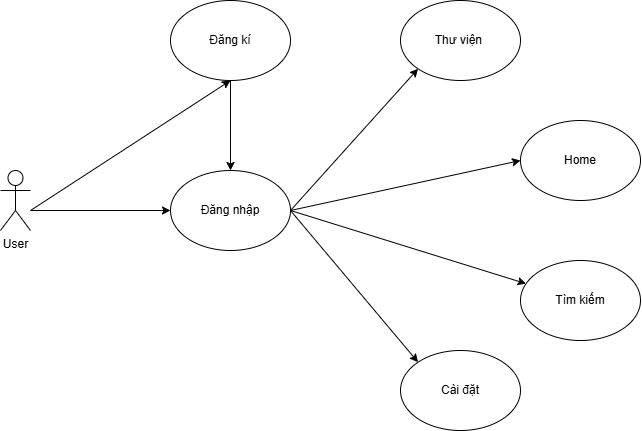 Đăng kí
Thư viện
Home
Đăng nhập
User
Tìm kiếm
Cài đặt